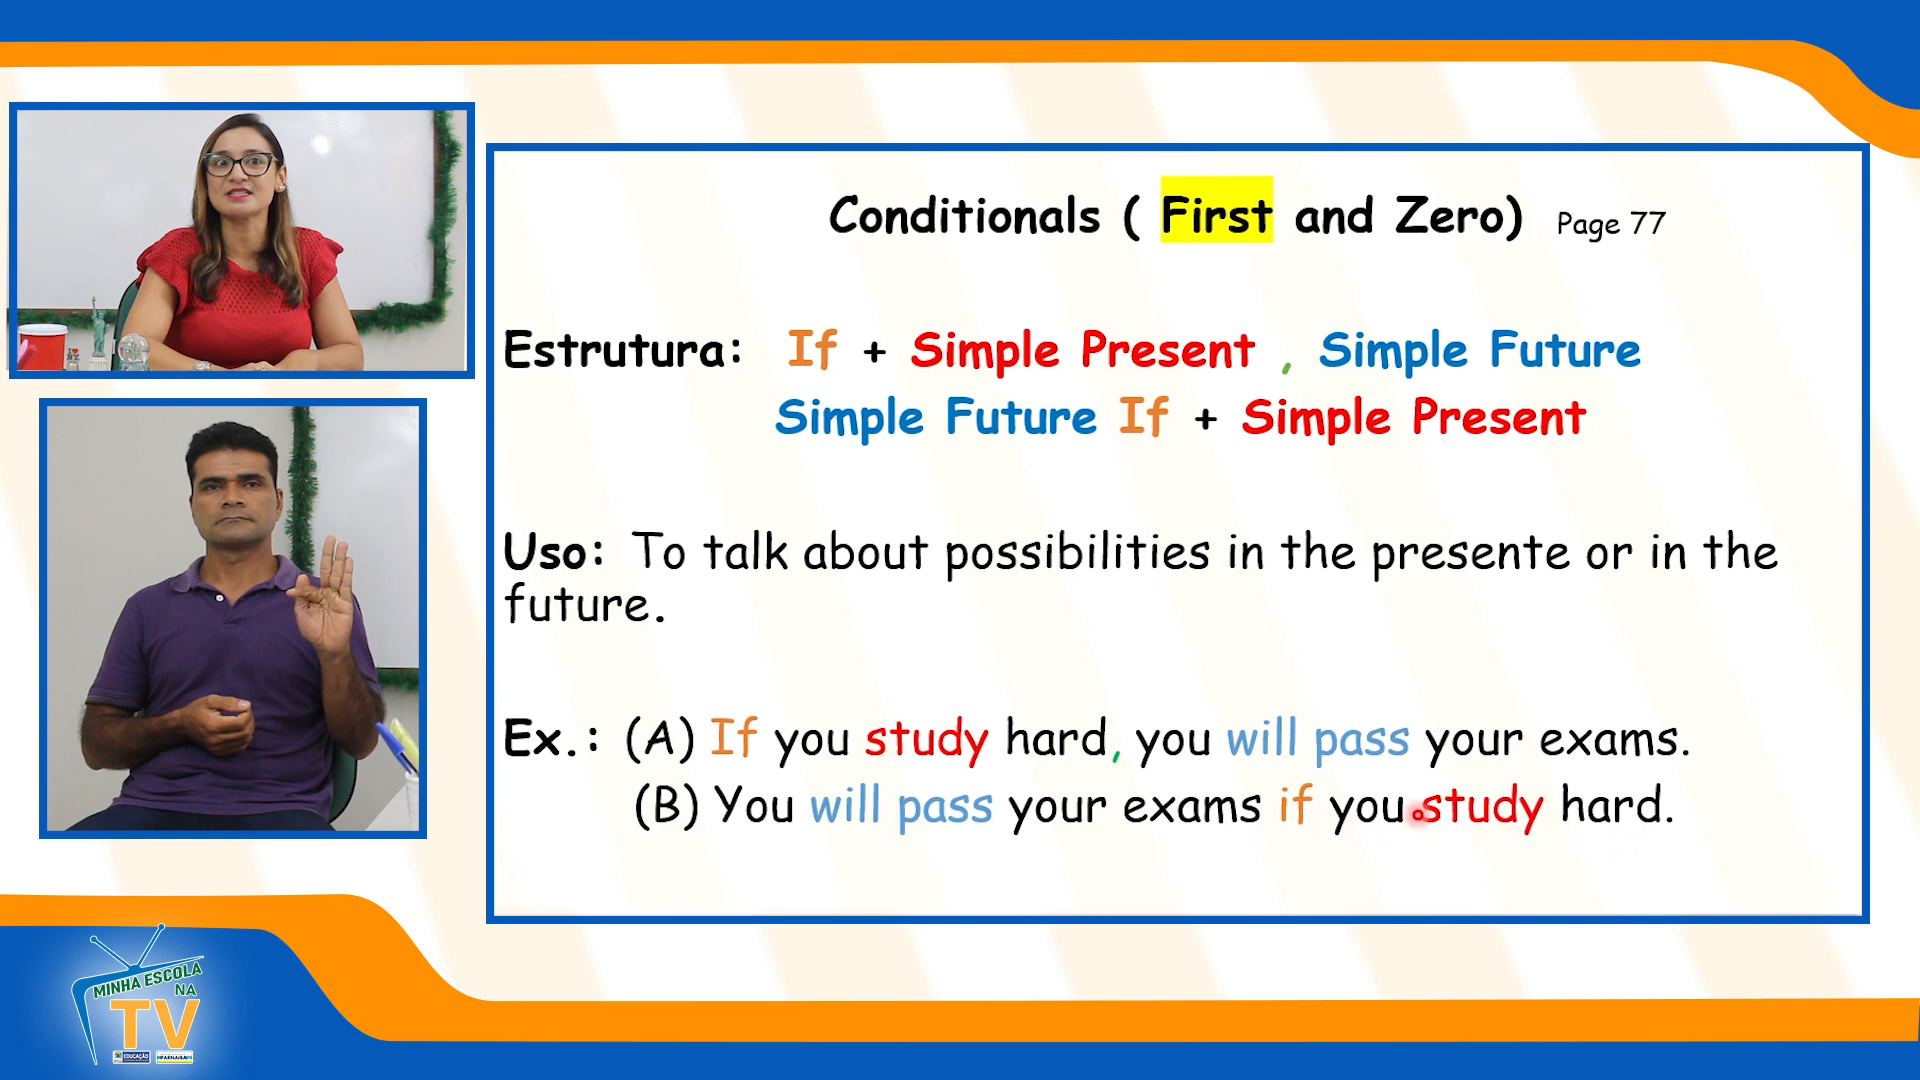 Conditionals ( First and Zero) Page 77
Estrutura: If + Simple Present , Simple Future
Simple Future If + Simple Present
Uso: To talk about possibilities in the presente or in the
future.
Ex.: (A) If you study hard, you will pass your exams.
(B) You will pass your exams if you study hard.
MINHA ESCOLA
NA
TV
EDUCAÇÃO
PARNAÍBA